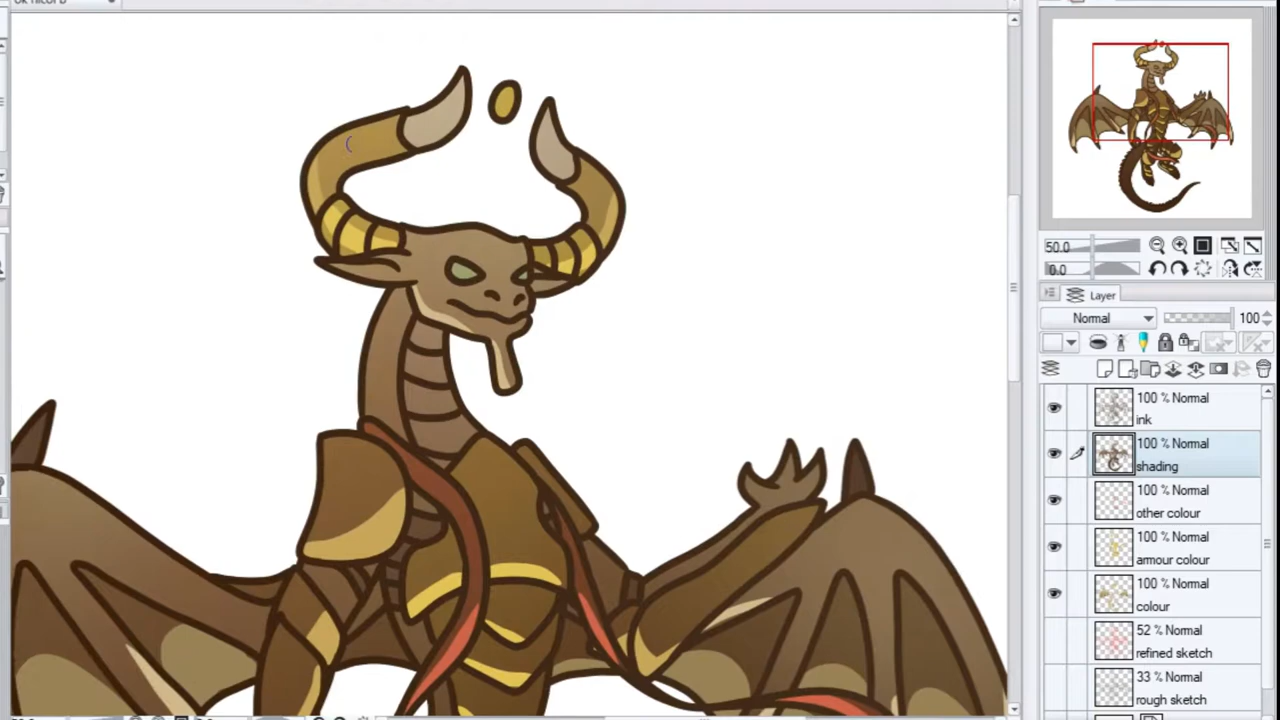 50.0
0.0
Layer
Normal 100
100 % Normal
ink
100 % Normal
shading
100 % Normal
other colour
100 % Normal
armour colour
100 % Normal
colour
52 % Normal
refined sketch
33 % Normal
rough sketch